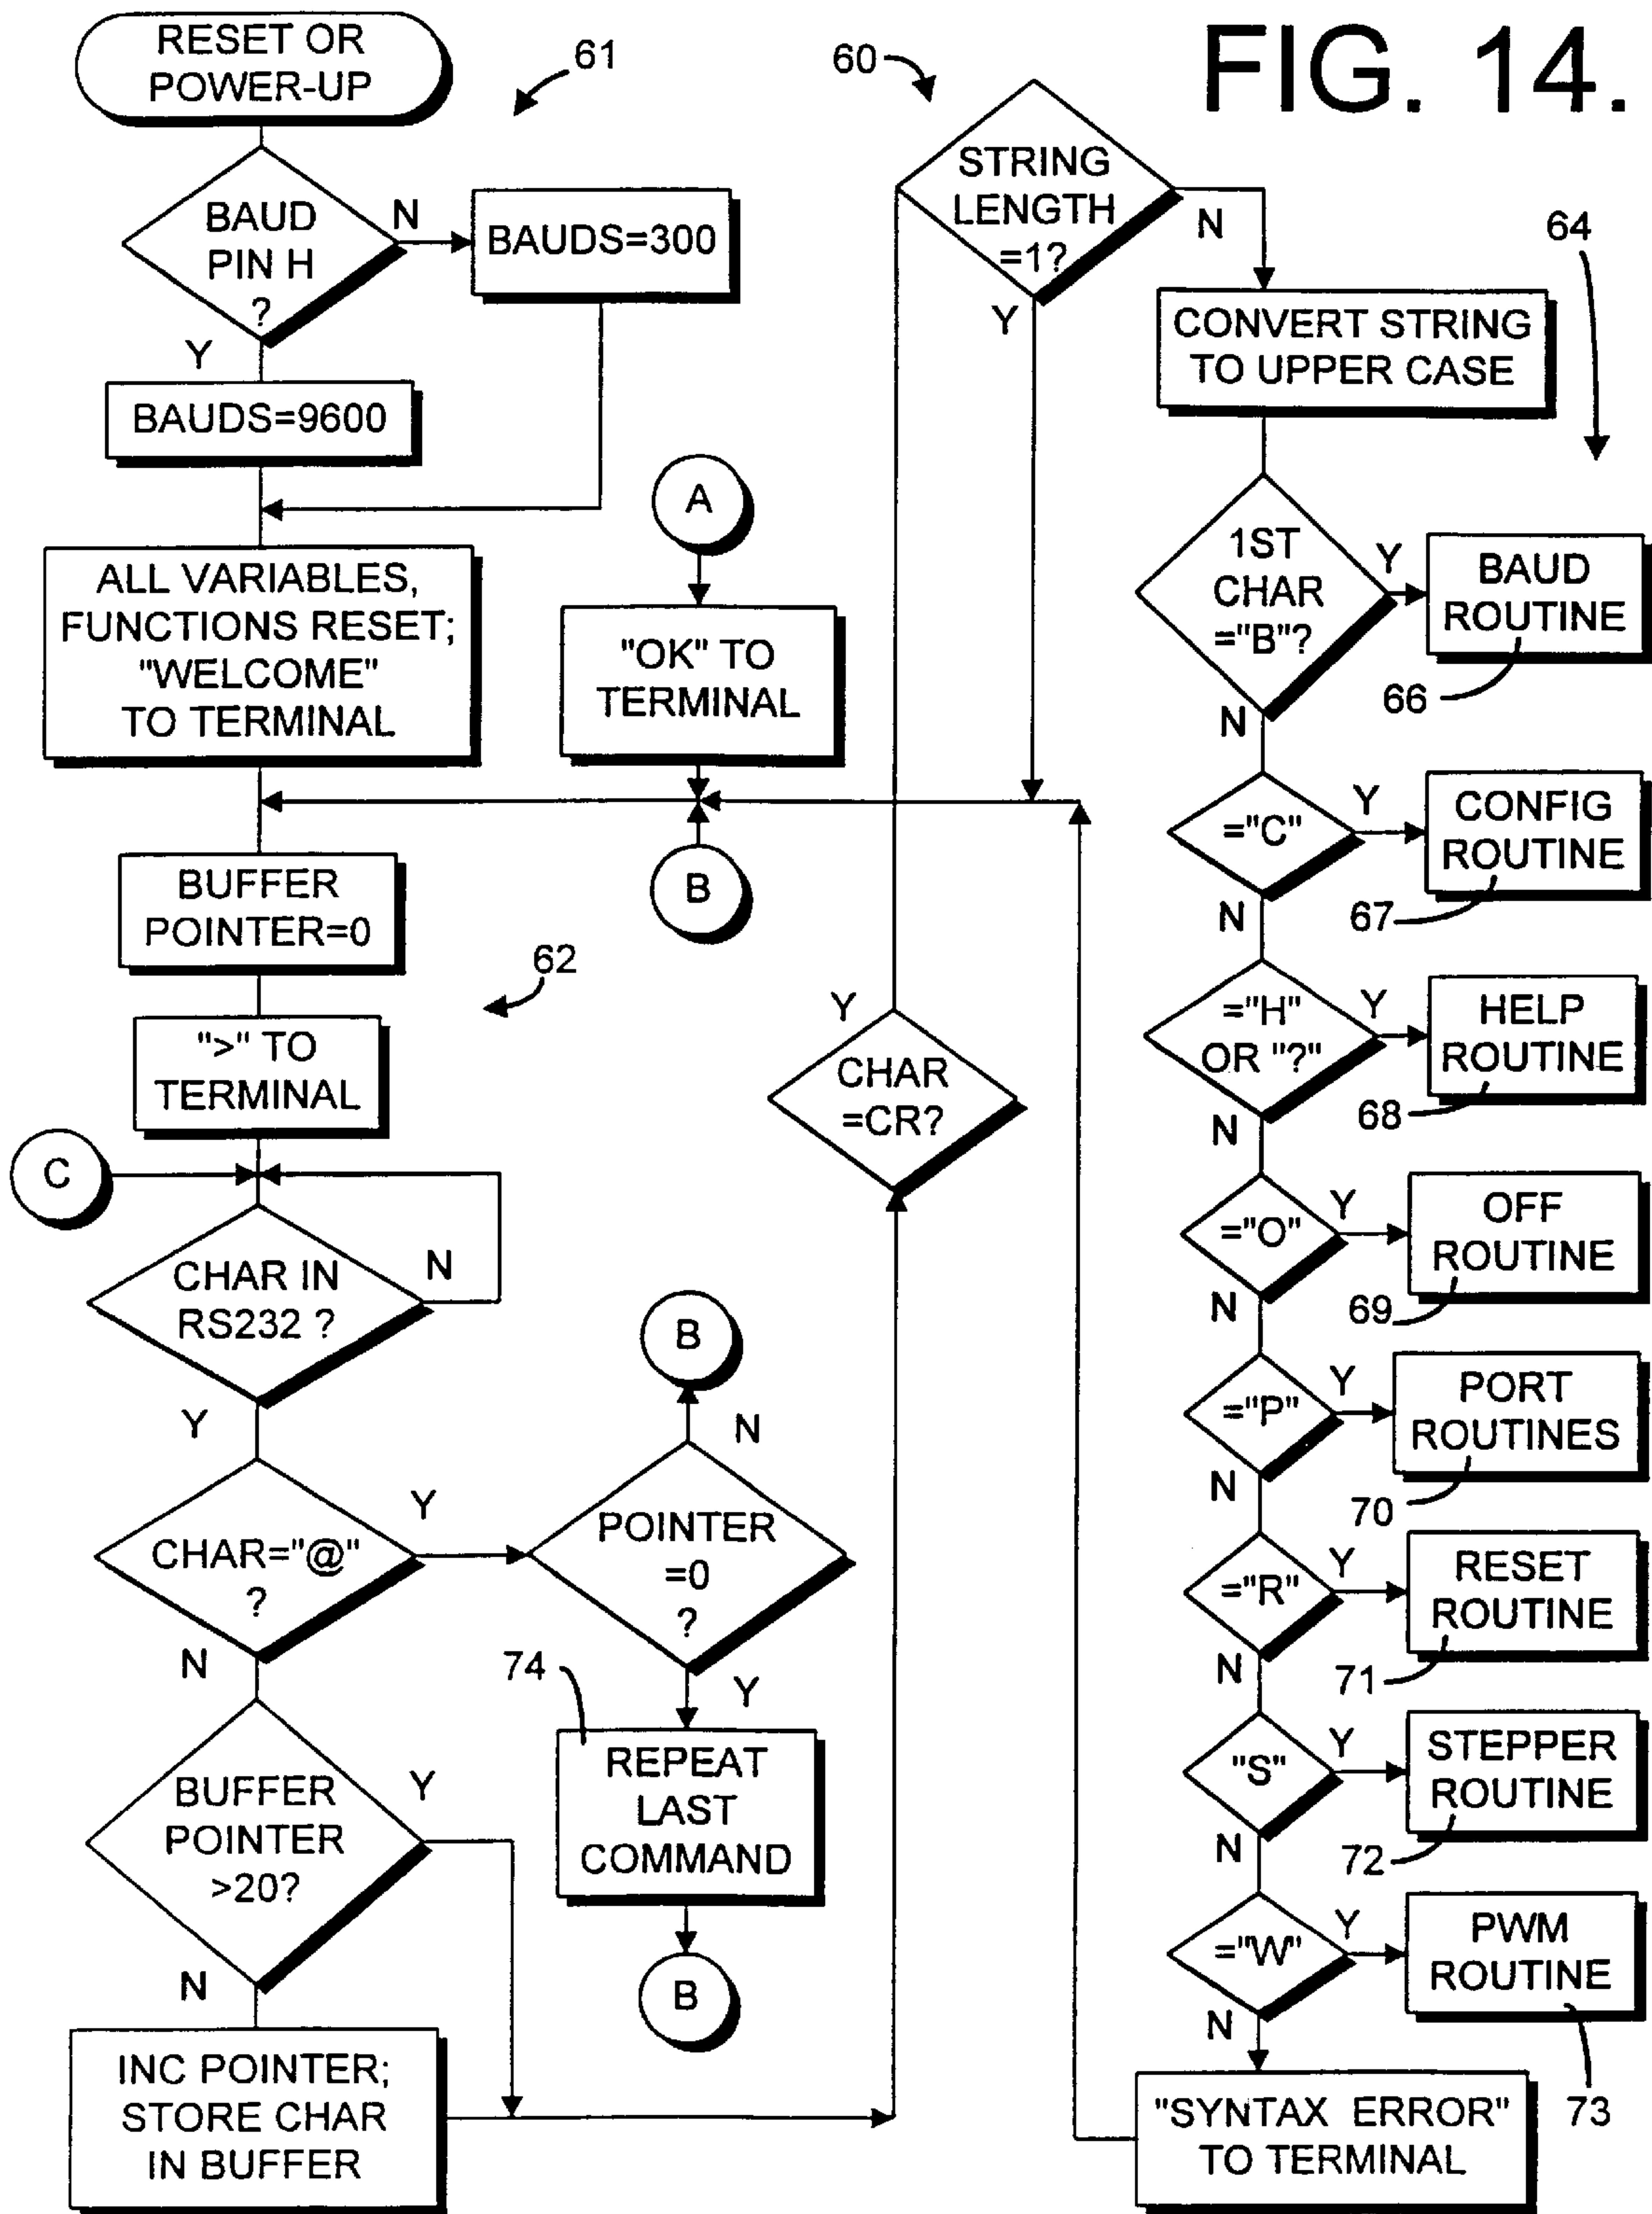 FIG. 14.
RESET OR
POWER-UP
61
BAUD
PIN H
?
N
Y
BAUDS=300
BAUDS=9600
ALL VARIABLES,
FUNCTIONS RESET;
"WELCOME"
TO TERMINAL
A
"OK" TO
TERMINAL
B
BUFFER
POINTER=0
62
">" TO
TERMINAL
C
CHAR IN
RS232 ?
N
Y
CHAR="@"
?
Y
N
POINTER
=0
?
N
B
Y
74
REPEAT
LAST
COMMAND
B
BUFFER
POINTER
>20?
Y
N
INC POINTER;
STORE CHAR
IN BUFFER
CHAR
=CR?
Y
60
STRING
LENGTH
=1?
N
Y
CONVERT STRING
TO UPPER CASE
64
1ST
CHAR
="B"?
Y
N
BAUD
ROUTINE
66
="C"
Y
N
CONFIG
ROUTINE
67
="H"
OR "?"
Y
N
HELP
ROUTINE
68
="O"
Y
N
OFF
ROUTINE
69
="P"
Y
N
PORT
ROUTINES
70
="R"
Y
N
RESET
ROUTINE
71
"S"
Y
N
STEPPER
ROUTINE
72
="W"
Y
N
PWM
ROUTINE
73
"SYNTAX ERROR"
TO TERMINAL